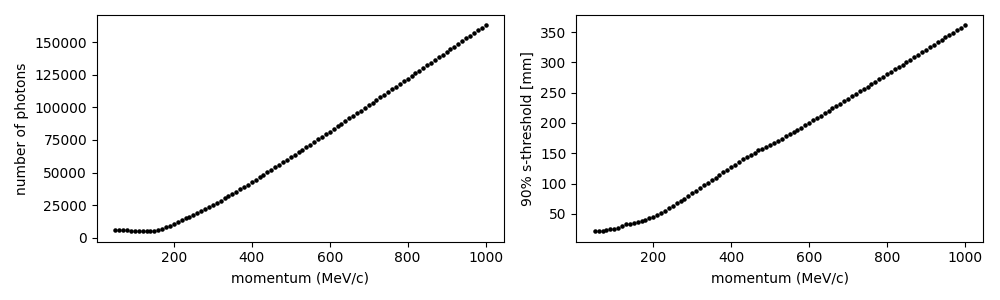 number of photons
150000
125000
100000
75000
50000
25000
0
200 400 600 800 1000
momentum (MeV/c)
90% s-threshold [mm]
350
300
250
200
150
100
50
200 400 600 800 1000
momentum (MeV/c)